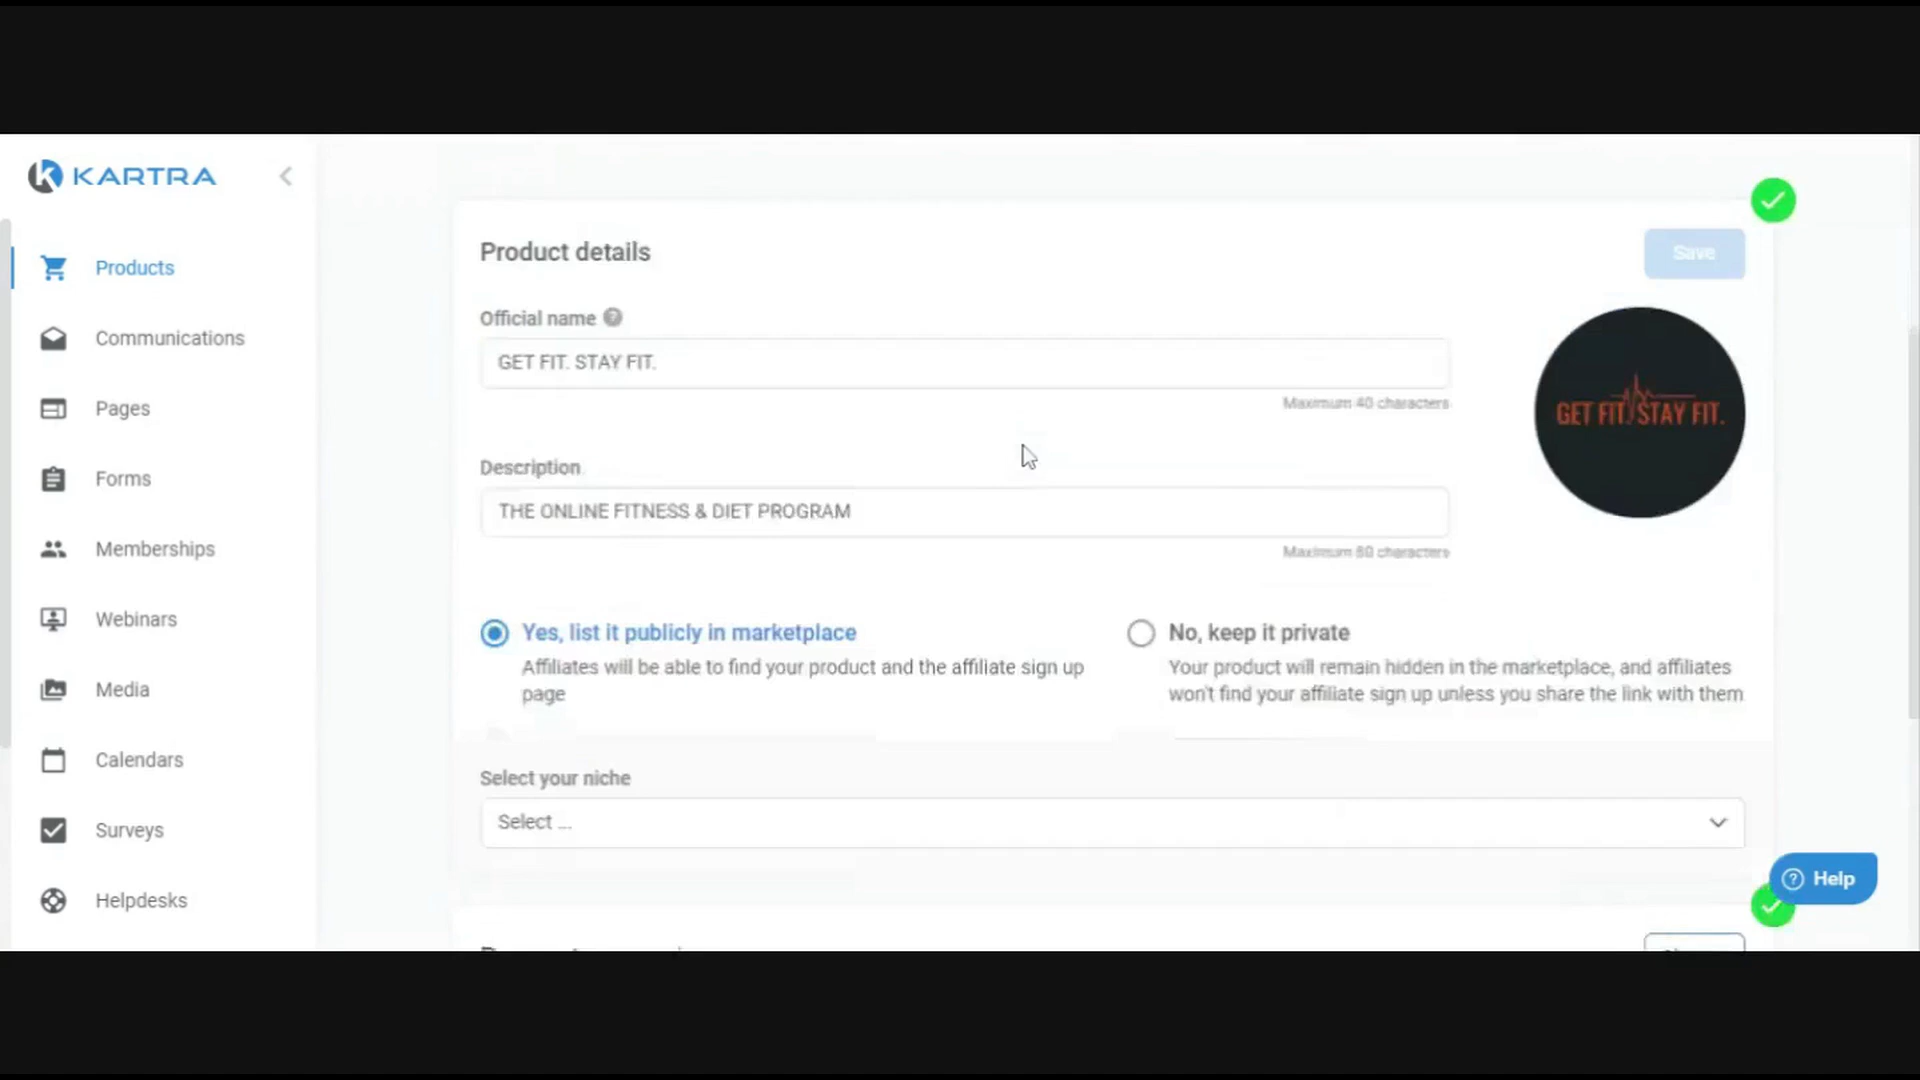 KARTRA
Products
Communications
Pages
Forms
Memberships
Webinars
Media
Calendars
Surveys
Helpdesks
Product details
Save
Official name
GET FIT. STAY FIT.
Maximum 40 characters
GET FIT. STAY FIT.
Description
THE ONLINE FITNESS & DIET PROGRAM
Maximum 80 characters
Yes, list it publicly in marketplace
Affiliates will be able to find your product and the affiliate sign up
page
No, keep it private
Your product will remain hidden in the marketplace, and affiliates
won't find your affiliate sign up unless you share the link with them
Select your niche
Select ...
Help